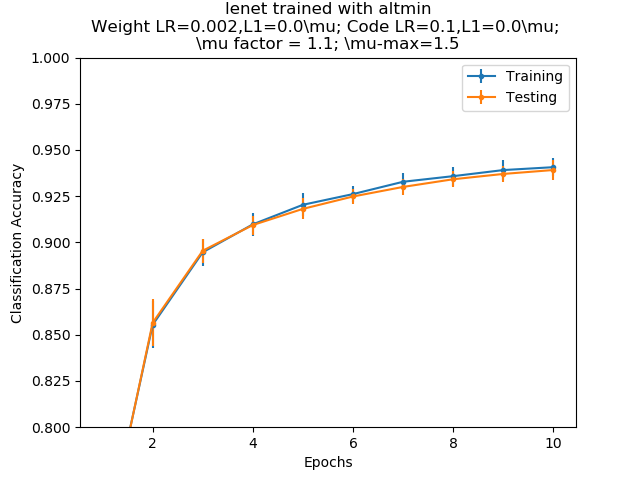 lenet trained with altmin
Weight LR=0.002,L1=0.0\mu; Code LR=0.1,L1=0.0\mu;
\mu factor = 1.1; \mu-max=1.5
1.000
0.975
0.950
0.925
0.900
0.875
0.850
0.825
0.800
Classification Accuracy
Training
Testing
2
4
6
8
10
Epochs